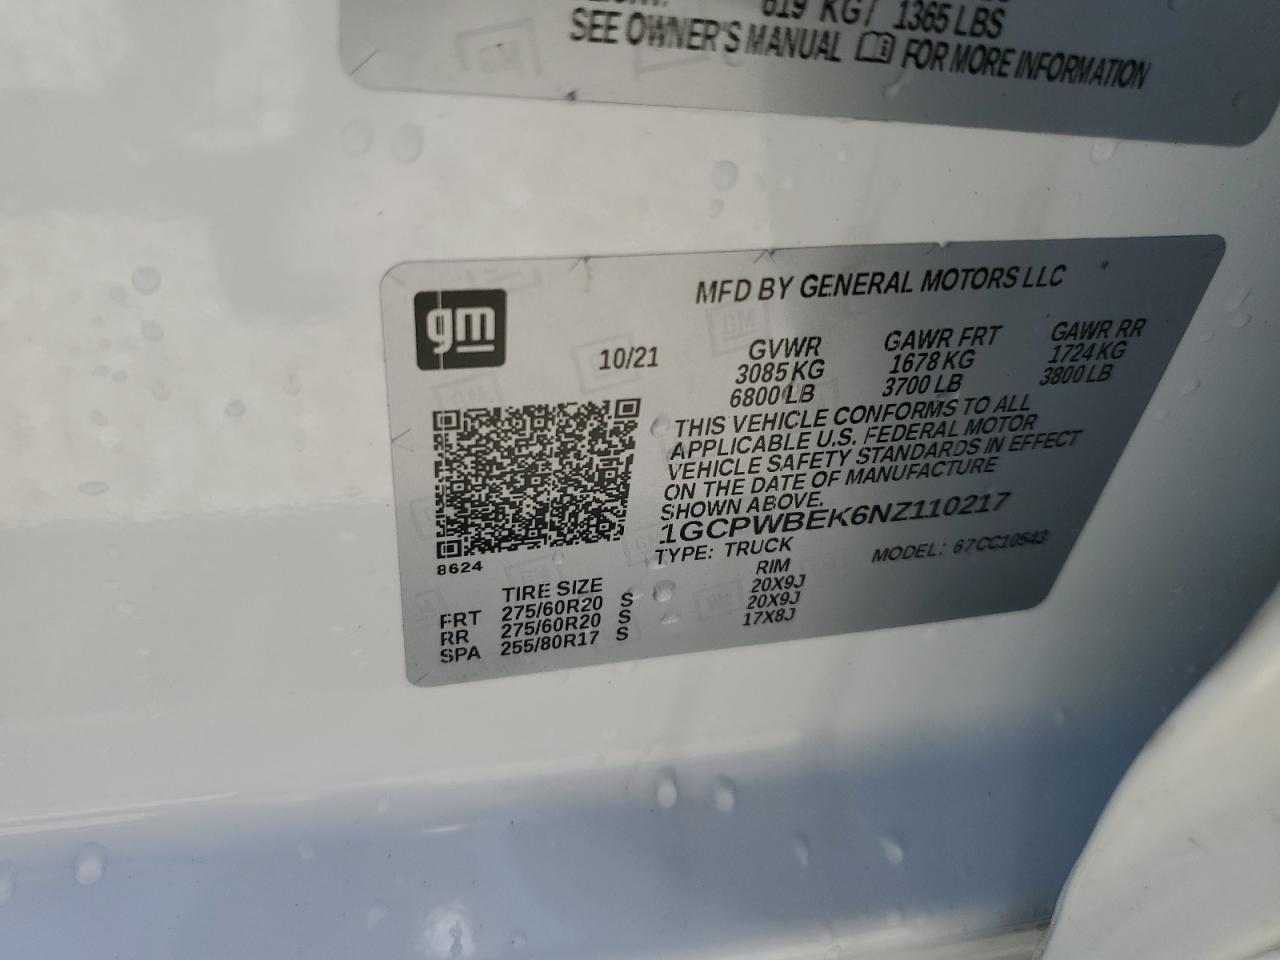 619 KG / 1365 LBS
SEE OWNER'S MANUAL FOR MORE INFORMATION
gm
MFD BY GENERAL MOTORS LLC
10/21
GVWR GAWR FRT GAWR RR
3085 KG 1678 KG 1724 KG
6800 LB 3700 LB 3800 LB
THIS VEHICLE CONFORMS TO ALL
APPLICABLE U.S. FEDERAL MOTOR
VEHICLE SAFETY STANDARDS IN EFFECT
ON THE DATE OF MANUFACTURE
SHOWN ABOVE.
1GCPWBEK6NZ110217
TYPE: TRUCK MODEL: 67CC10543
8624
TIRE SIZE RIM
FRT 275/60R20 S 20X9J
RR 275/60R20 S 20X9J
SPA 255/80R17 S 17X8J